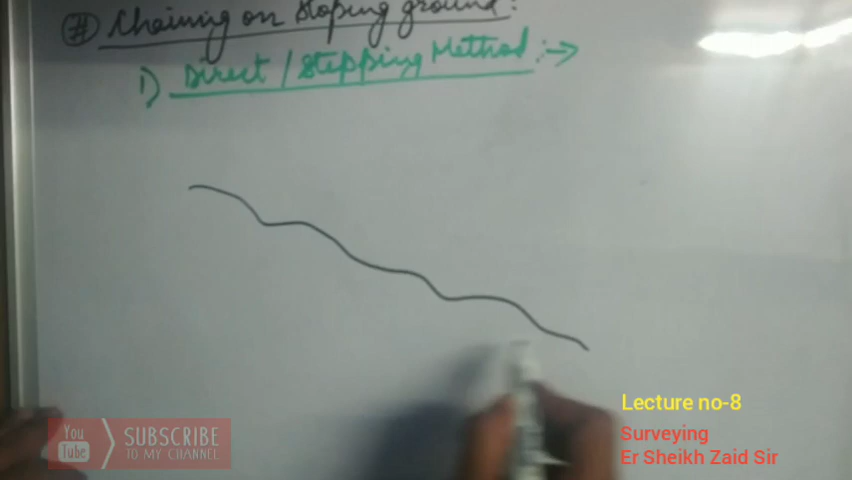 # Chaining on Sloping ground:
1) Direct / Stepping Method :→
Lecture no-8
Surveying
Er Sheikh Zaid Sir
You Tube
SUBSCRIBE
TO MY CHANNEL